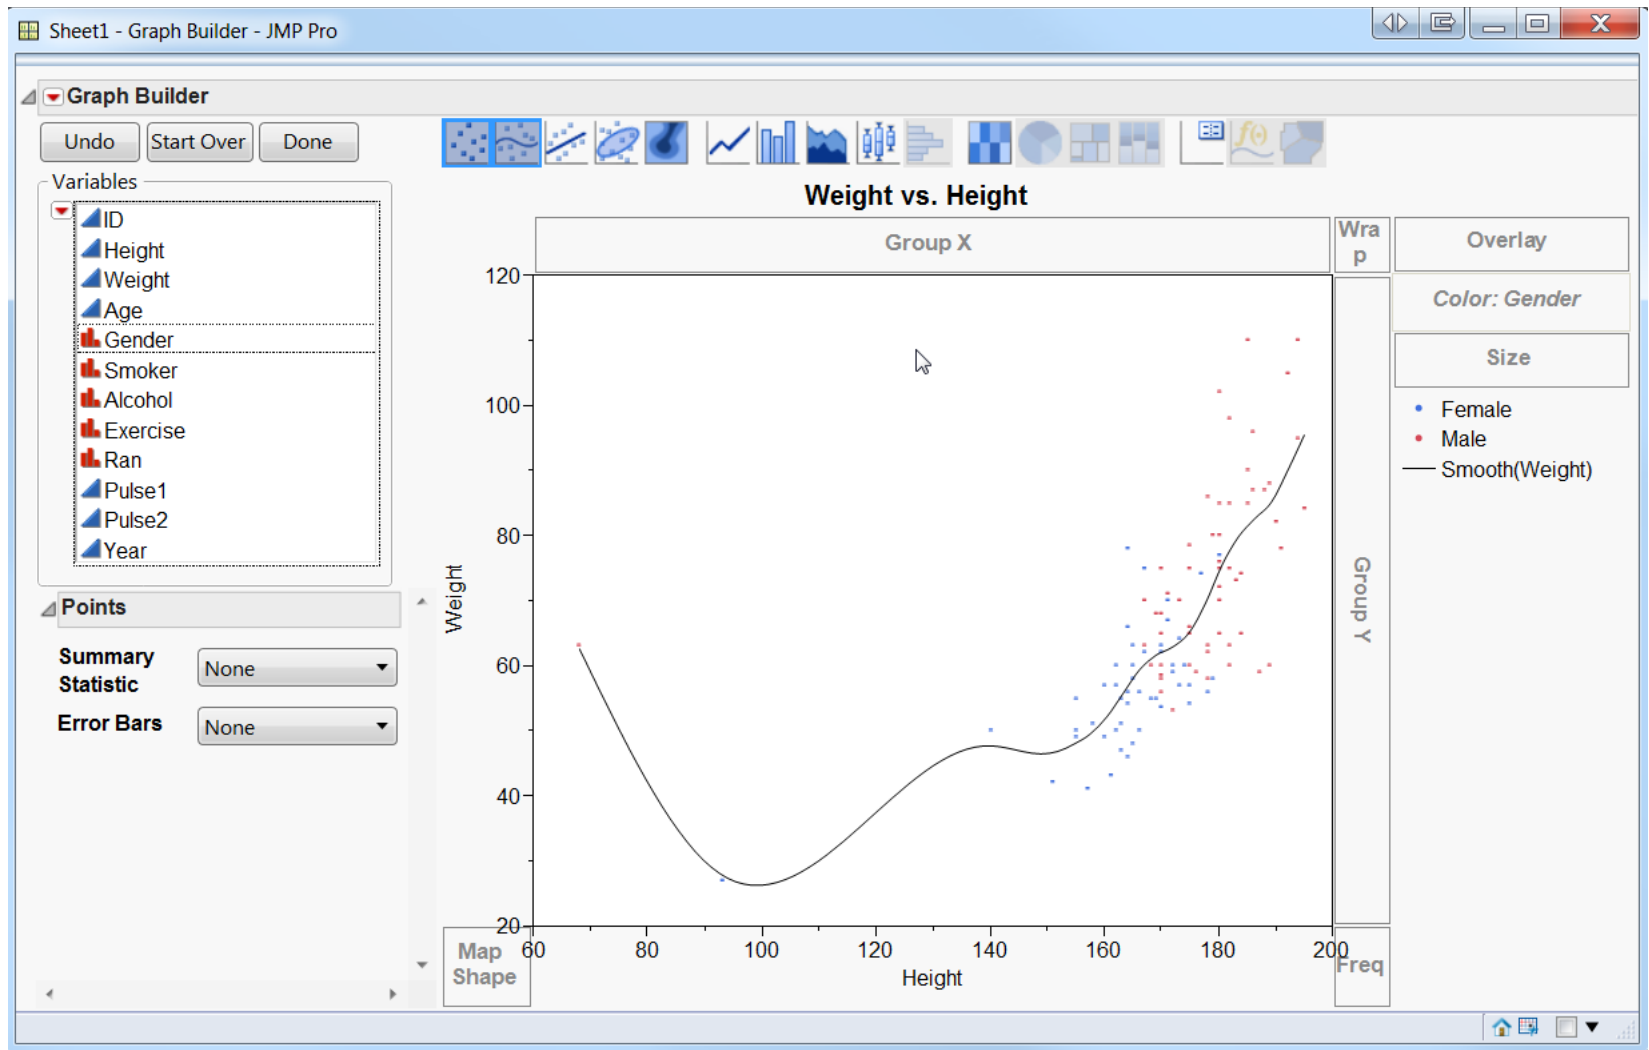 Sheet1 - Graph Builder - JMP Pro
Graph Builder
Undo
Start Over
Done
Variables
ID
Height
Weight
Age
Gender
Smoker
Alcohol
Exercise
Ran
Pulse1
Pulse2
Year
Points
Summary
Statistic
None
Error Bars
None
Weight vs. Height
Group X
Wra
p
Overlay
Color: Gender
Size
Female
Male
Smooth(Weight)
120
100
80
60
40
20
Weight
Group Y
60 80 100 120 140 160 180 200
Height
Map
Shape
Freq